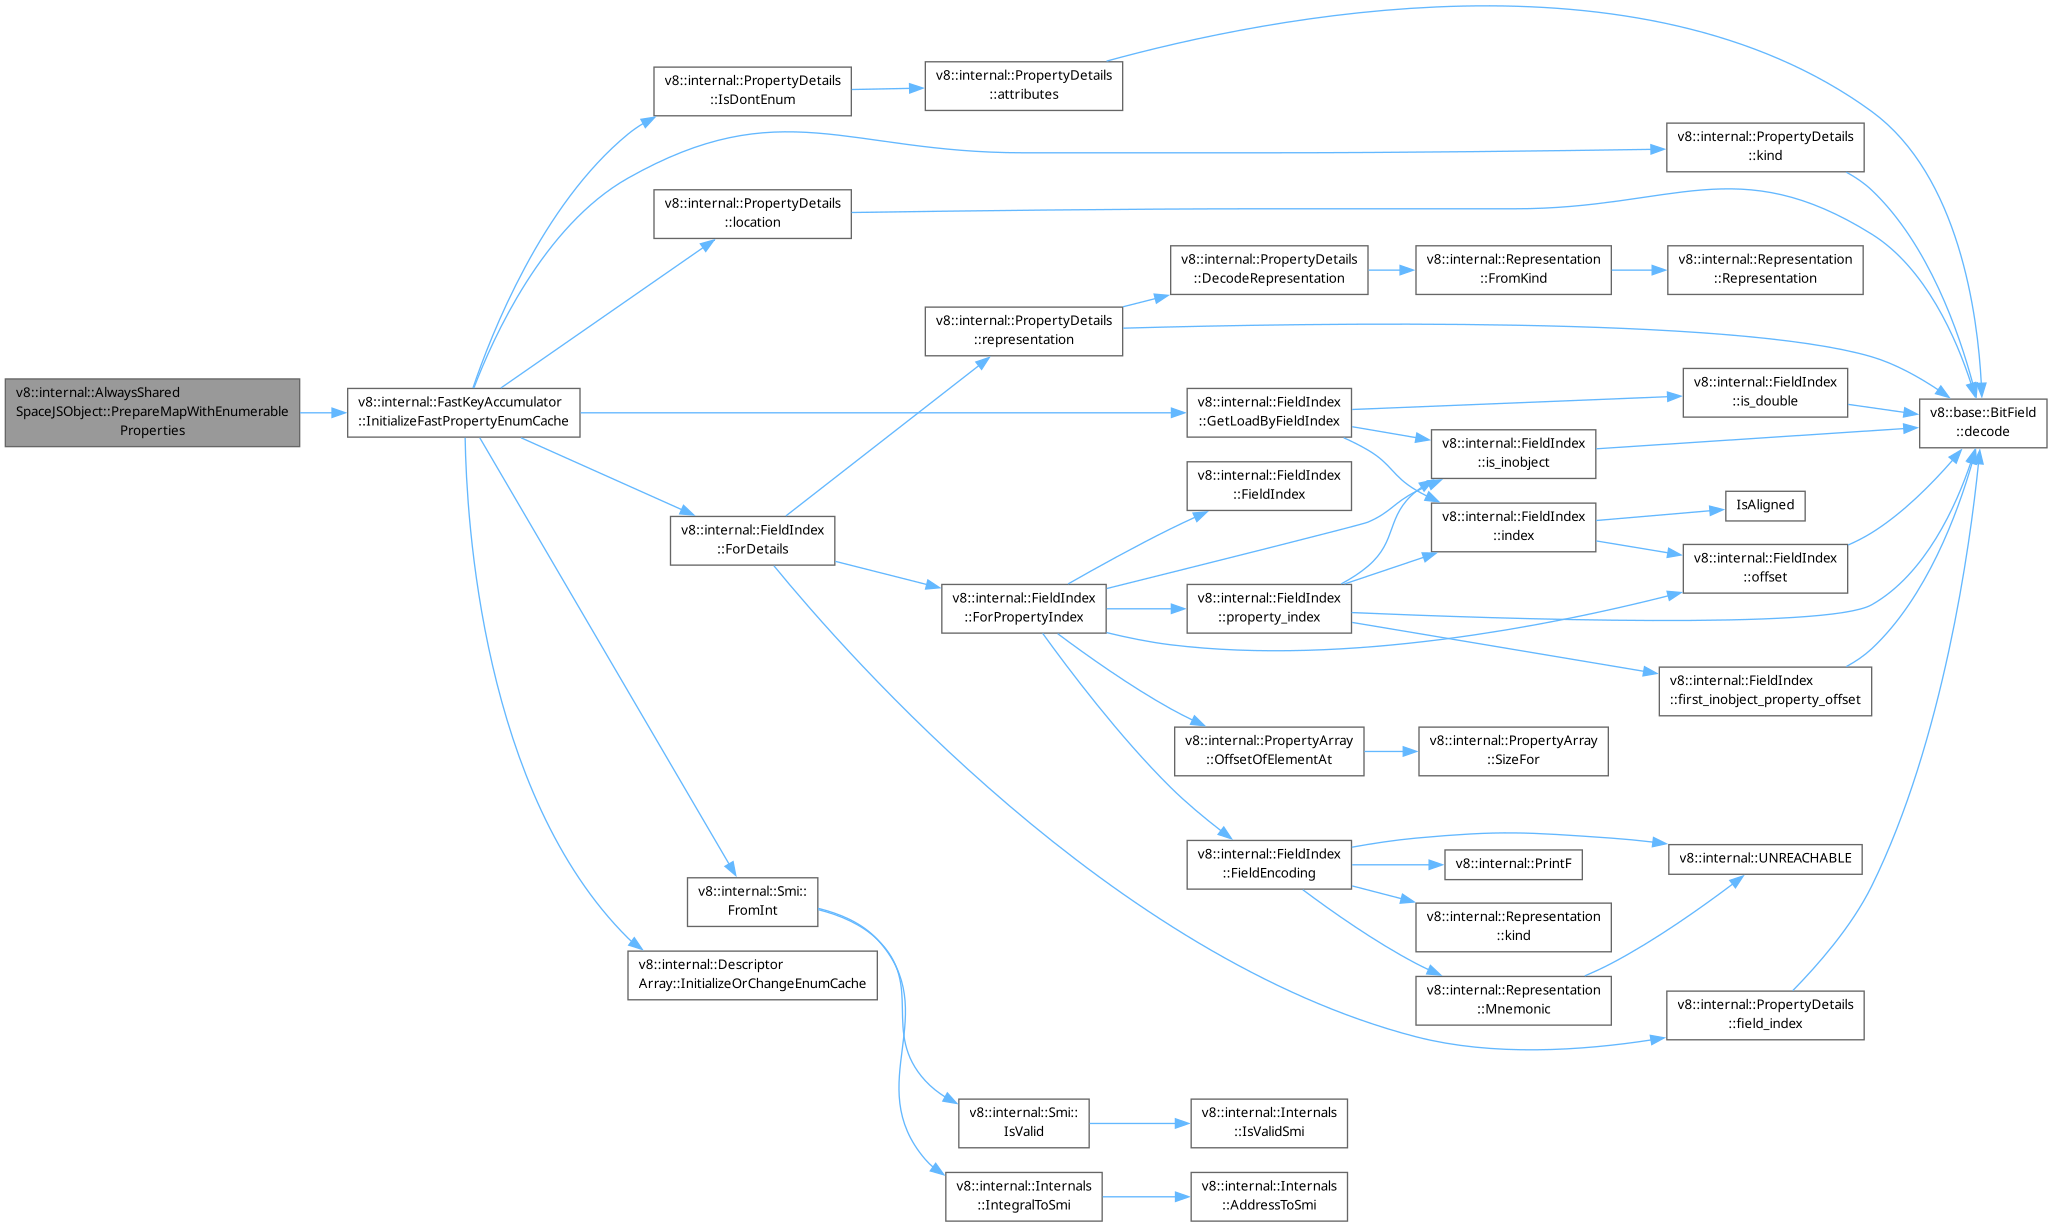 v8::internal::AlwaysShared
SpaceJSObject::PrepareMapWithEnumerable
Properties
v8::internal::FastKeyAccumulator
::InitializeFastPropertyEnumCache
v8::internal::PropertyDetails
::IsDontEnum
v8::internal::PropertyDetails
::attributes
v8::internal::PropertyDetails
::kind
v8::internal::PropertyDetails
::location
v8::internal::PropertyDetails
::DecodeRepresentation
v8::internal::Representation
::FromKind
v8::internal::Representation
::Representation
v8::internal::PropertyDetails
::representation
v8::internal::FieldIndex
::GetLoadByFieldIndex
v8::internal::FieldIndex
::is_double
v8::base::BitField
::decode
v8::internal::FieldIndex
::is_inobject
v8::internal::FieldIndex
::FieldIndex
v8::internal::FieldIndex
::index
IsAligned
v8::internal::FieldIndex
::ForDetails
v8::internal::FieldIndex
::offset
v8::internal::FieldIndex
::ForPropertyIndex
v8::internal::FieldIndex
::property_index
v8::internal::FieldIndex
::first_inobject_property_offset
v8::internal::PropertyArray
::OffsetOfElementAt
v8::internal::PropertyArray
::SizeFor
v8::internal::FieldIndex
::FieldEncoding
v8::internal::PrintF
v8::internal::UNREACHABLE
v8::internal::Representation
::kind
v8::internal::Representation
::Mnemonic
v8::internal::PropertyDetails
::field_index
v8::internal::Smi::
FromInt
v8::internal::Descriptor
Array::InitializeOrChangeEnumCache
v8::internal::Smi::
IsValid
v8::internal::Internals
::IsValidSmi
v8::internal::Internals
::IntegralToSmi
v8::internal::Internals
::AddressToSmi